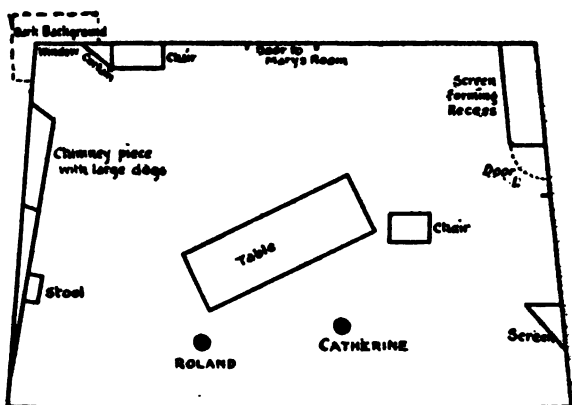 Dark Background
Window
Curtain
Chair
Door to
Mary's Room
Screen
forming
Recess
Chimney piece
with large dogs
Door
Table
Chair
Stool
Screen
ROLAND
CATHERINE